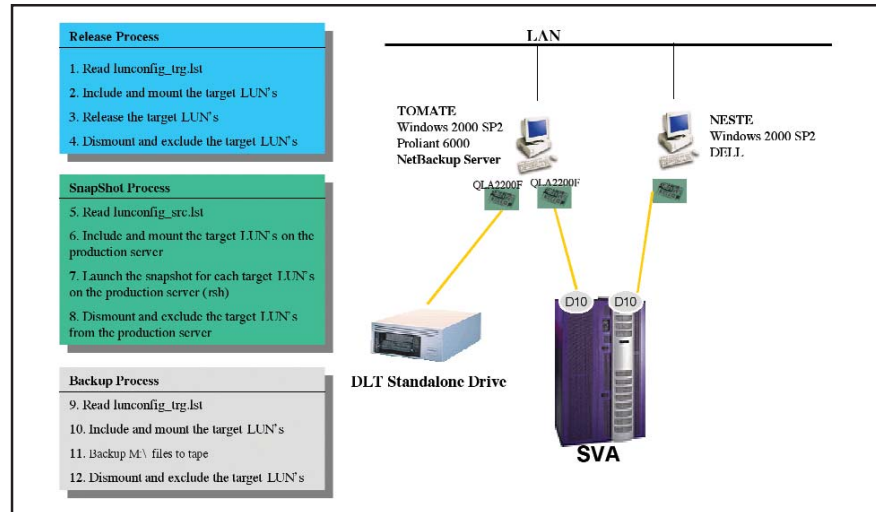 Release Process
1. Read lunconfig_trg.lst
2. Include and mount the target LUN's
3. Release the target LUN's
4. Dismount and exclude the target LUN's
SnapShot Process
5. Read lunconfig_src.lst
6. Include and mount the target LUN's on the
production server
7. Launch the snapshot for each target LUN's
on the production server (rsh)
8. Dismount and exclude the target LUN's
from the production server
Backup Process
9. Read lunconfig_trg.lst
10. Include and mount the target LUN's
11. Backup M:\ files to tape
12. Dismount and exclude the target LUN's
LAN
TOMATE
Windows 2000 SP2
Proliant 6000
NetBackup Server
NESTE
Windows 2000 SP2
DELL
QLA2200F
QLA2200F
D10
D10
DLT Standalone Drive
SVA